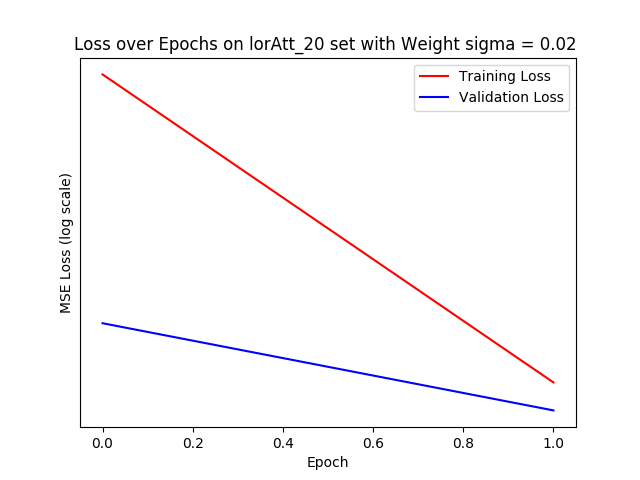 Loss over Epochs on lorAtt_20 set with Weight sigma = 0.02
Training Loss
Validation Loss
MSE Loss (log scale)
0.0 0.2 0.4 0.6 0.8 1.0
Epoch